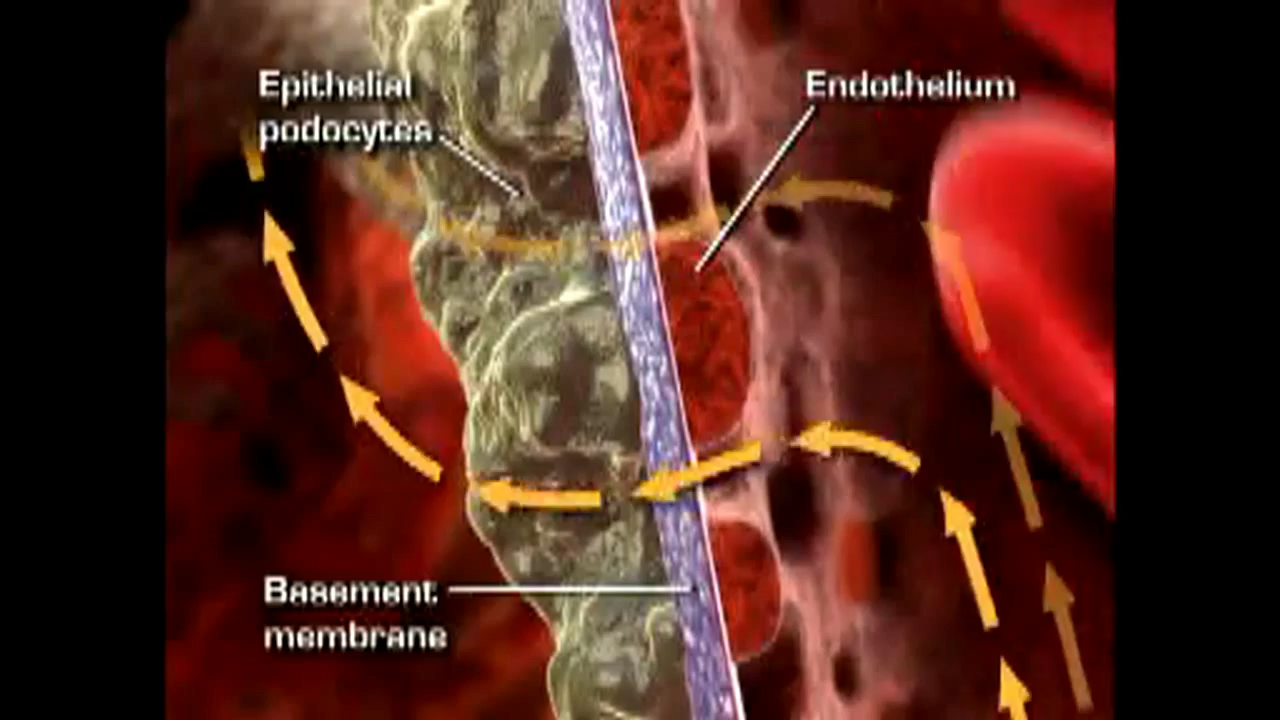 Epithelial
podocytes
Endothelium
Basement
membrane